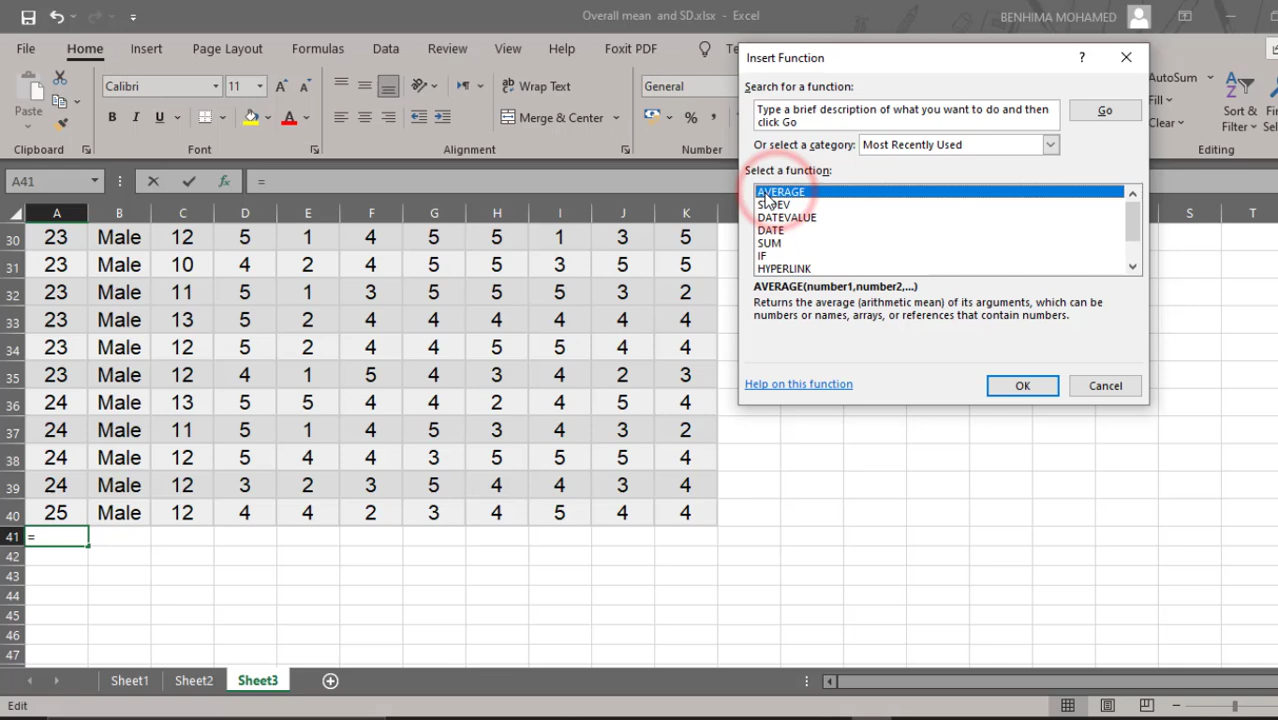 Overall mean and SD.xlsx - Excel
BENHIMA MOHAMED
File Home Insert Page Layout Formulas Data Review View Help Foxit PDF
Insert Function
?
Search for a function:
Type a brief description of what you want to do and then
click Go
Go
Or select a category: Most Recently Used
Select a function:
AVERAGE
DATEVALUE
DATE
SUM
IF
HYPERLINK
AVERAGE(number1,number2,...)
Returns the average (arithmetic mean) of its arguments, which can be
numbers or names, arrays, or references that contain numbers.
Help on this function
OK Cancel
Paste
Clipboard
Calibri 11
B I U
Font
Wrap Text
Merge & Center
Alignment
General
%
Number
AutoSum
Fill
Clear
Sort &
Filter
Editing
A41 fx =
A B C D E F G H I J K S T
30 23 Male 12 5 1 4 5 5 1 3 5
31 23 Male 10 4 2 4 5 5 3 5 5
32 23 Male 11 5 1 3 5 5 5 3 2
33 23 Male 13 5 2 4 4 4 4 4 4
34 23 Male 12 5 2 4 4 5 5 4 4
35 23 Male 12 4 1 5 4 3 4 2 3
36 24 Male 13 5 5 4 4 2 4 5 4
37 24 Male 11 5 1 4 5 3 4 3 2
38 24 Male 12 5 4 4 3 5 5 5 4
39 24 Male 12 3 2 3 5 4 4 3 4
40 25 Male 12 4 4 2 3 4 5 4 4
41 =
42
43
44
45
46
47
Sheet1 Sheet2 Sheet3
Edit